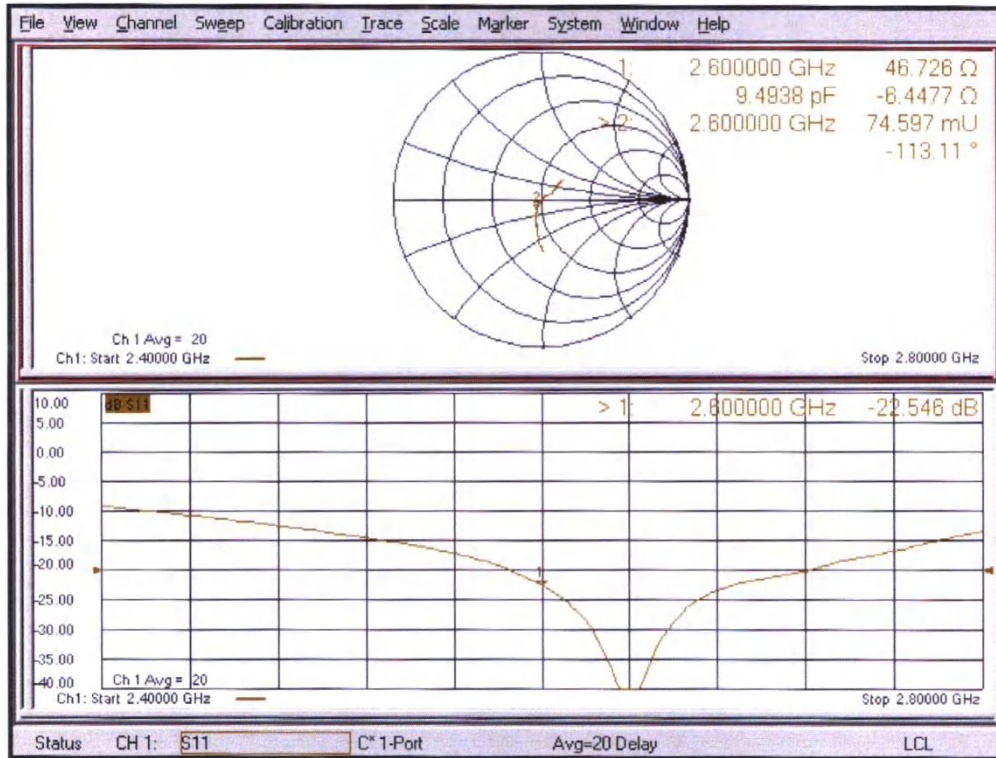 File View Channel Sweep Calibration Trace Scale Marker System Window Help
1: 2.600000 GHz 46.726 Ω
9.4938 pF -6.4477 Ω
> 2: 2.600000 GHz 74.597 mU
-113.11 °
2
Ch 1 Avg = 20
Ch1: Start 2.40000 GHz Stop 2.80000 GHz
10.00 dB S11 > 1: 2.600000 GHz -22.546 dB
5.00
0.00
-5.00
-10.00
-15.00
-20.00
1
-25.00
-30.00
-35.00
-40.00
Ch 1 Avg = 20
Ch1: Start 2.40000 GHz Stop 2.80000 GHz
Status CH 1: S11 C* 1-Port Avg=20 Delay LCL